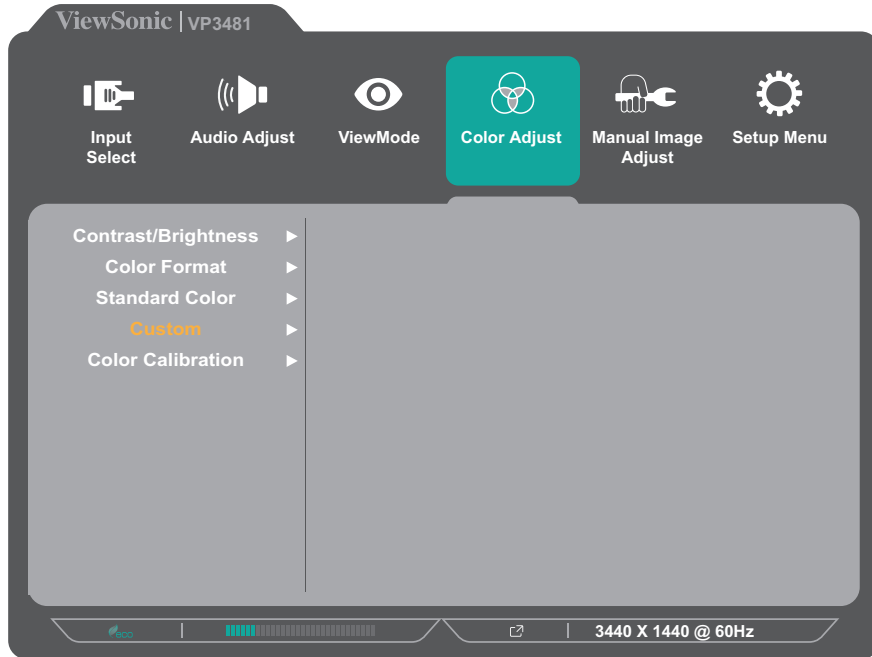 ViewSonic | VP3481
Input
Select
Audio Adjust
ViewMode
Color Adjust
Manual Image
Adjust
Setup Menu
Contrast/Brightness
Color Format
Standard Color
Custom
Color Calibration
eco
3440 X 1440 @ 60Hz